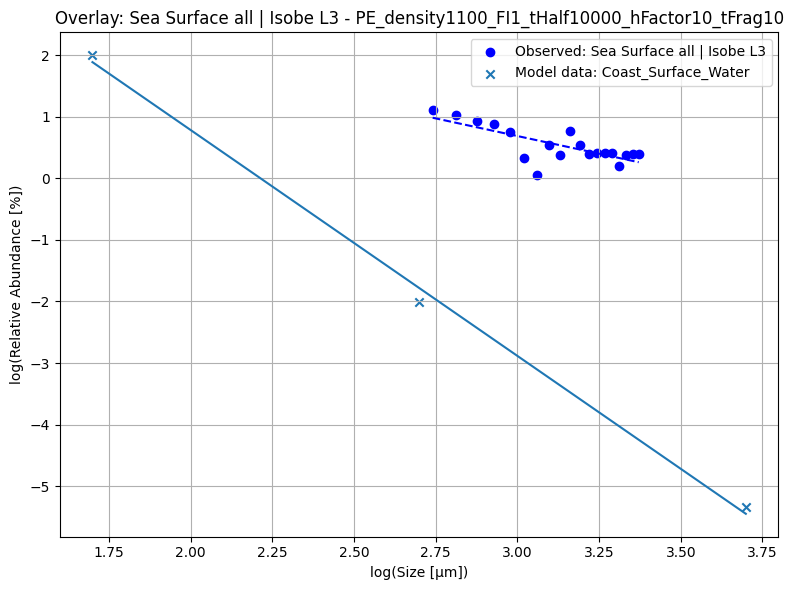 Overlay: Sea Surface all | Isobe L3 - PE_density1100_FI1_tHalf10000_hFactor10_tFrag10
Observed: Sea Surface all | Isobe L3
Model data: Coast_Surface_Water
log(Relative Abundance [%])
2
1
0
−1
−2
−3
−4
−5
1.75 2.00 2.25 2.50 2.75 3.00 3.25 3.50 3.75
log(Size [µm])